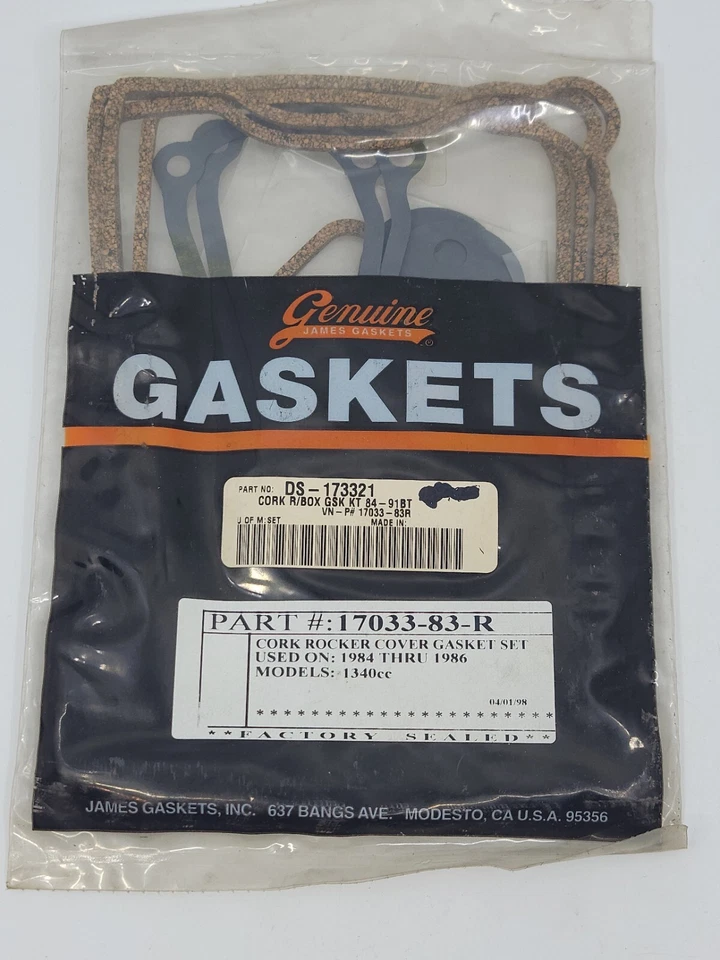 Genuine
JAMES GASKETS
®
GASKETS
PART NO: DS-173321
CORK R/BOX GSK KT 84-91BT
VN-P# 17033-83R
U OF M:SET MADE IN:
PART #:17033-83-R
CORK ROCKER COVER GASKET SET
USED ON: 1984 THRU 1986
MODELS: 1340cc
04/01/98
* * * * * * * * * * * * * * * * * * * * *
* * FACTORY SEALED * *
JAMES GASKETS, INC. 637 BANGS AVE. MODESTO, CA U.S.A. 95356